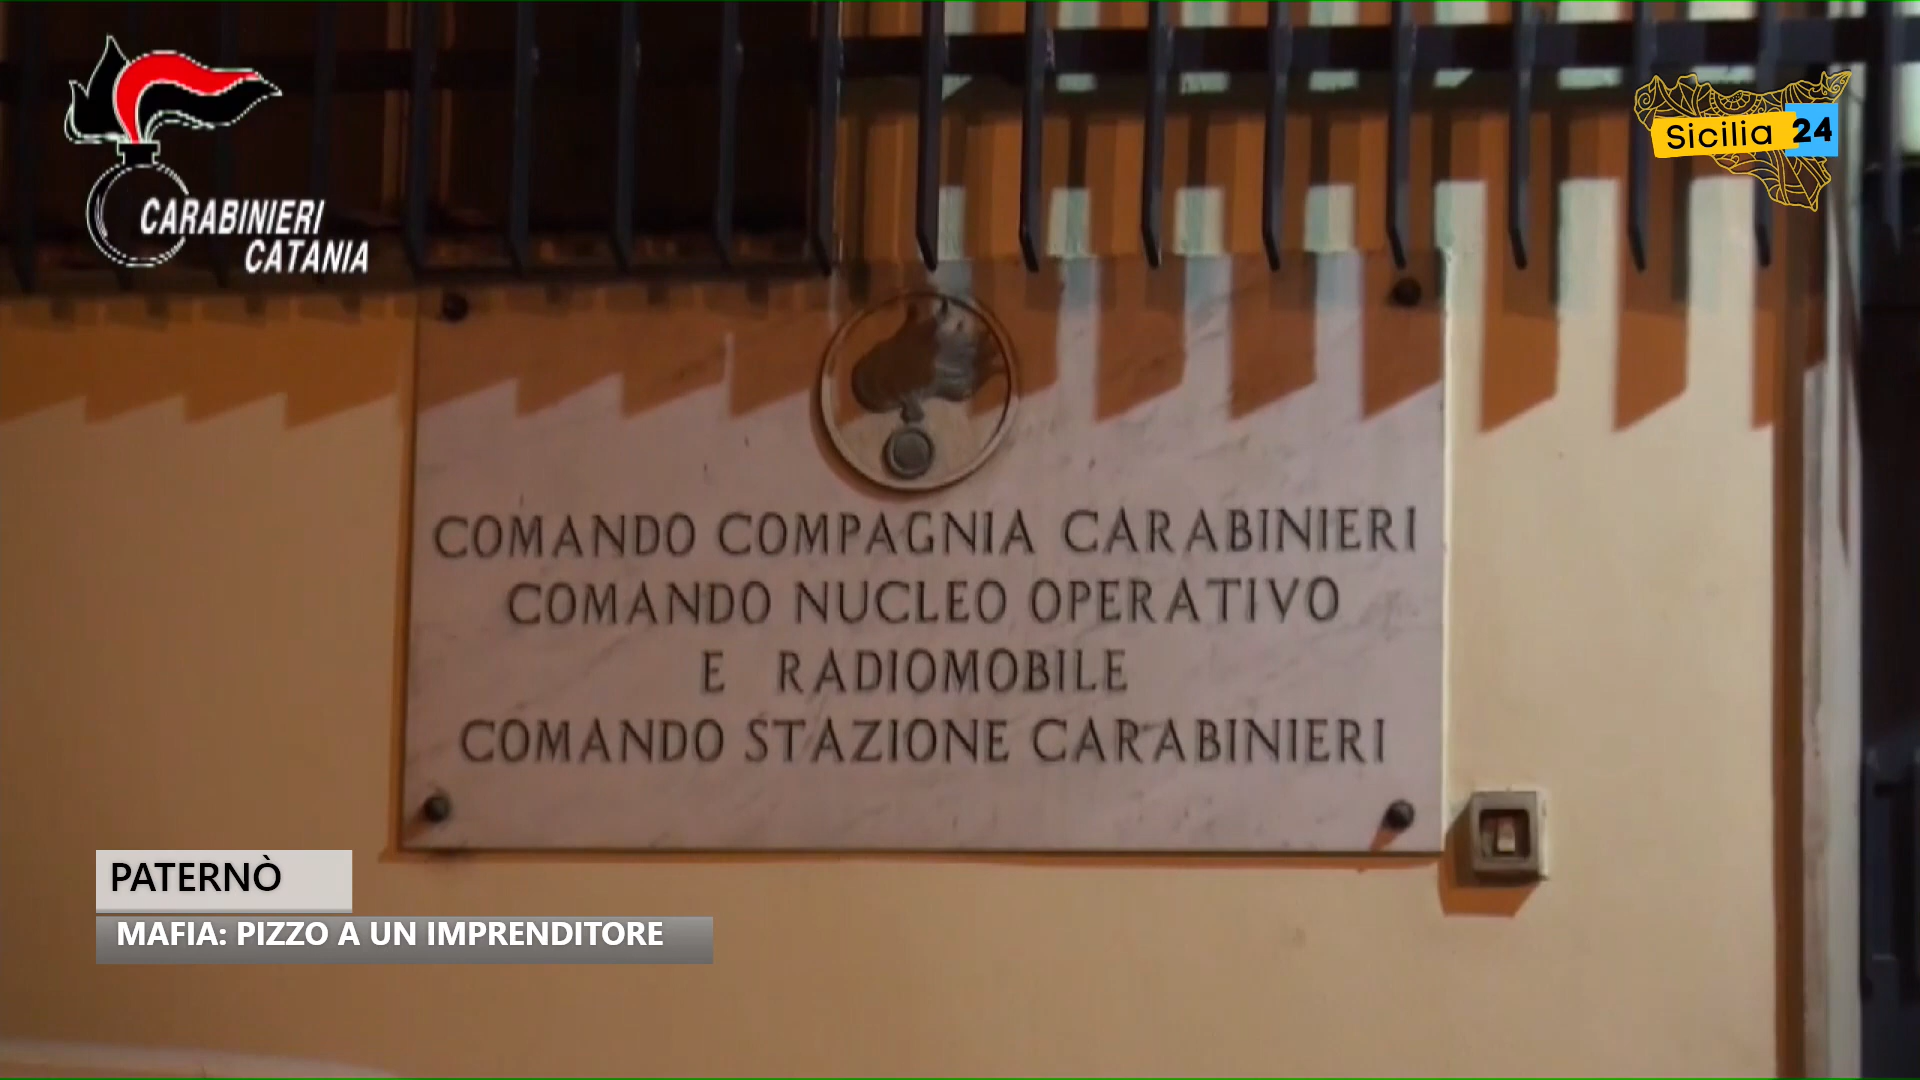 CARABINIERI
CATANIA
Sicilia 24
COMANDO COMPAGNIA CARABINIERI
COMANDO NUCLEO OPERATIVO
E RADIOMOBILE
COMANDO STAZIONE CARABINIERI
PATERNÒ
MAFIA: PIZZO A UN IMPRENDITORE